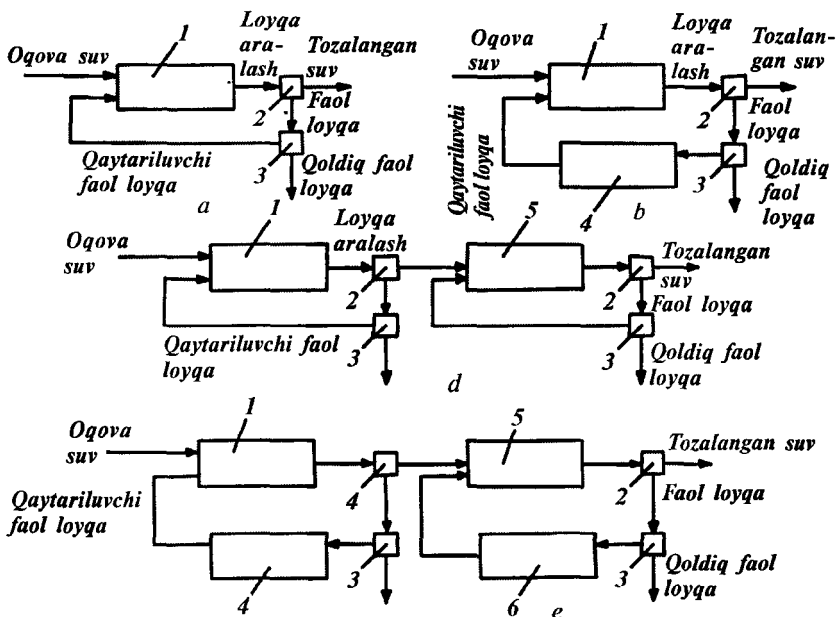 Oqova suv
1
Loyqa
ara-
lash
Tozalangan
suv
2
Faol
loyqa
Qaytariluvchi
faol loyqa
3
Qoldiq faol
loyqa
a
Oqova
suv
1
Loyqa
ara-
lash
Tozalan-
gan suv
2
Faol
loyqa
Qaytariluvchi
faol loyqa
4
3
Qoldiq
faol
loyqa
b
Oqova
suv
1
Loyqa
aralash
2
5
Tozalangan
suv
2
Faol loyqa
Qaytariluvchi faol
loyqa
3
3
Qoldiq faol
loyqa
d
Oqova
suv
1
4
5
Tozalangan suv
2
Faol loyqa
Qaytariluvchi
faol loyqa
4
3
6
3
Qoldiq faol
loyqa
e